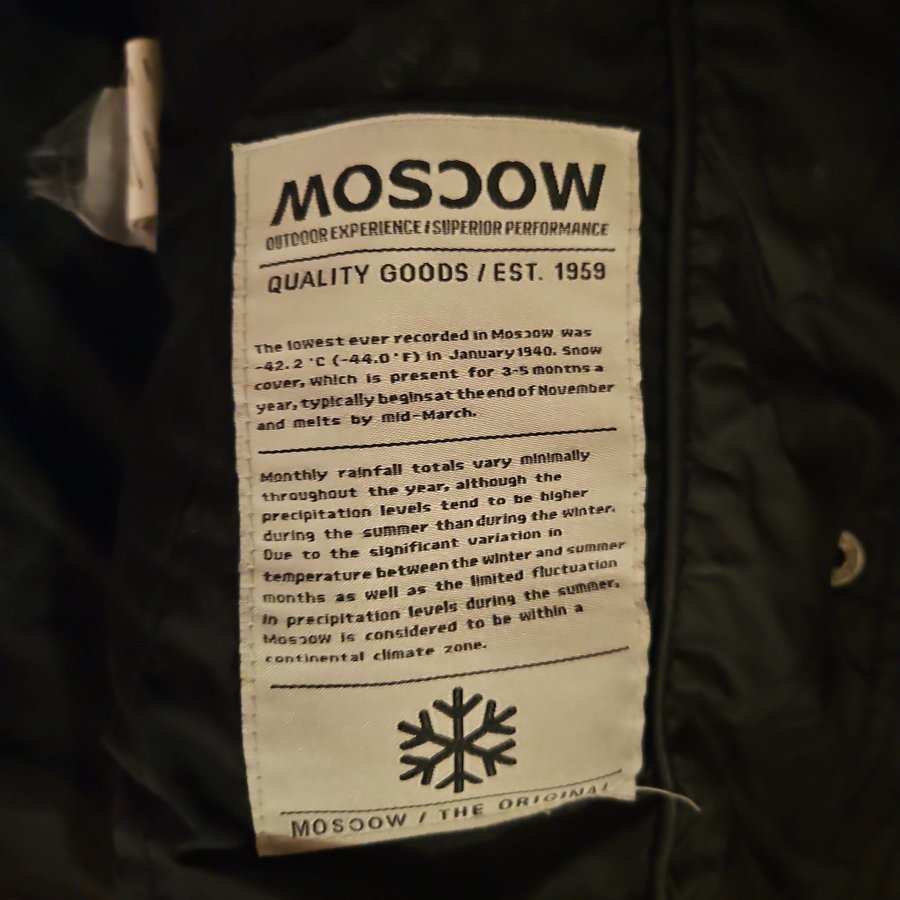 MOSƆOW
OUTDOOR EXPERIENCE / SUPERIOR PERFORMANCE
QUALITY GOODS / EST. 1959
The lowest ever recorded in MosɔOW was
-42.2 °C (-44.0 °F) in January 1940. Snow
cover, which is present for 3-5 months a
year, typically begins at the end of November
and melts by mid-March.
Monthly rainfall totals vary minimally
throughout the year, although the
precipitation levels tend to be higher
during the summer than during the winter.
Due to the significant variation in
temperature between the winter and summer
months as well as the limited fluctuation
in precipitation levels during the summer,
MosɔOW is considered to be within a
continental climate zone.
MOSƆOW / THE ORIGINAL